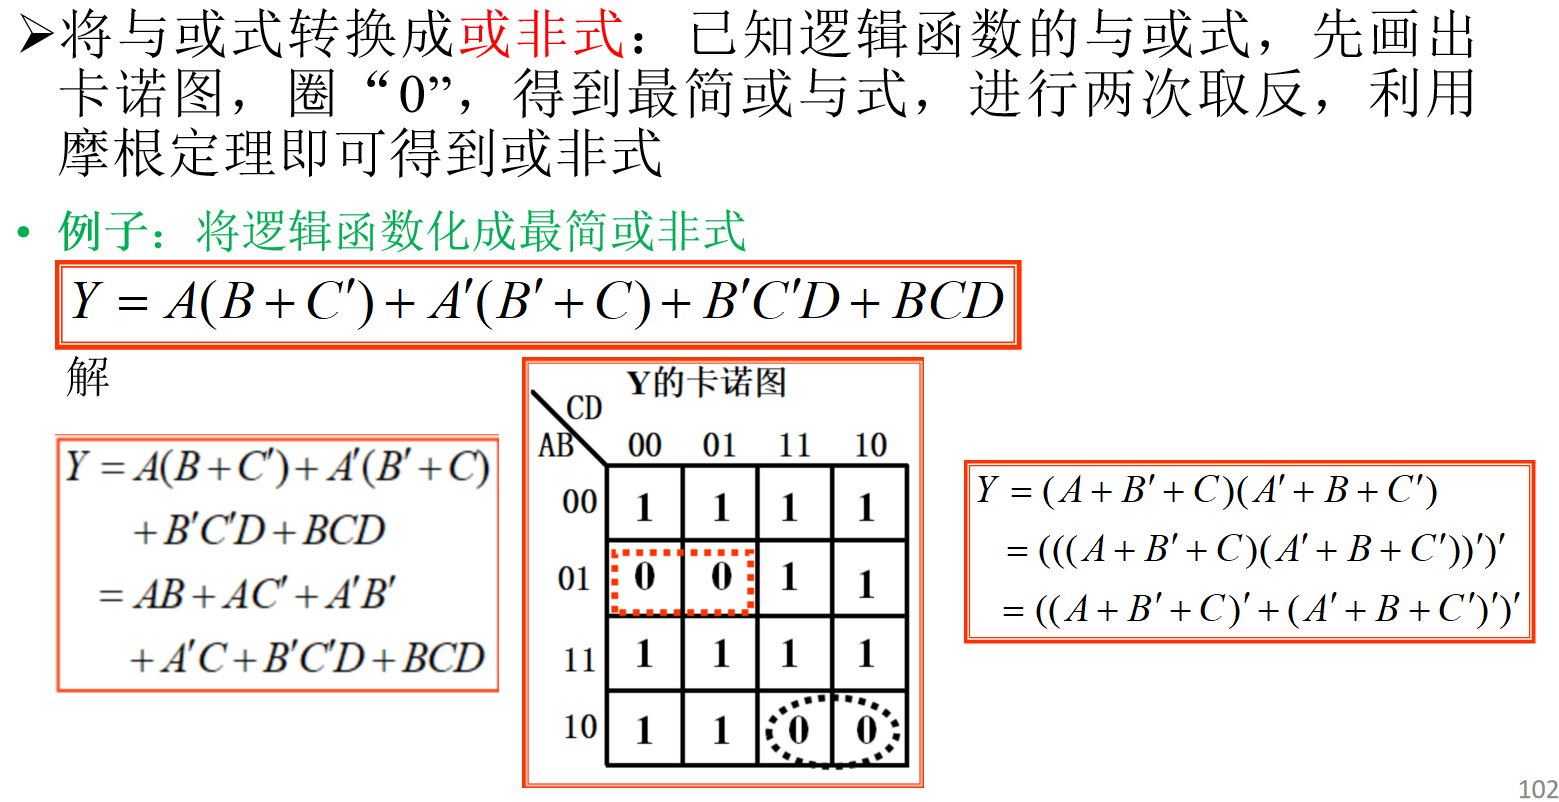 ➢将与或式转换成或非式：已知逻辑函数的与或式，先画出
卡诺图，圈“0”，得到最简或与式，进行两次取反，利用
摩根定理即可得到或非式
• 例子：将逻辑函数化成最简或非式
Y = A(B+C′)+A′(B′+C)+B′C′D+BCD
解
Y = A(B+C′)+A′(B′+C)
+B′C′D+BCD
= AB+AC′+A′B′
+A′C+B′C′D+BCD
Y的卡诺图
CD
AB 00 01 11 10
00 1 1 1 1
01 0 0 1 1
11 1 1 1 1
10 1 1 0 0
Y = (A+B′+C)(A′+B+C′)
= (((A+B′+C)(A′+B+C′))′)′
= ((A+B′+C)′+(A′+B+C′)′)′
102